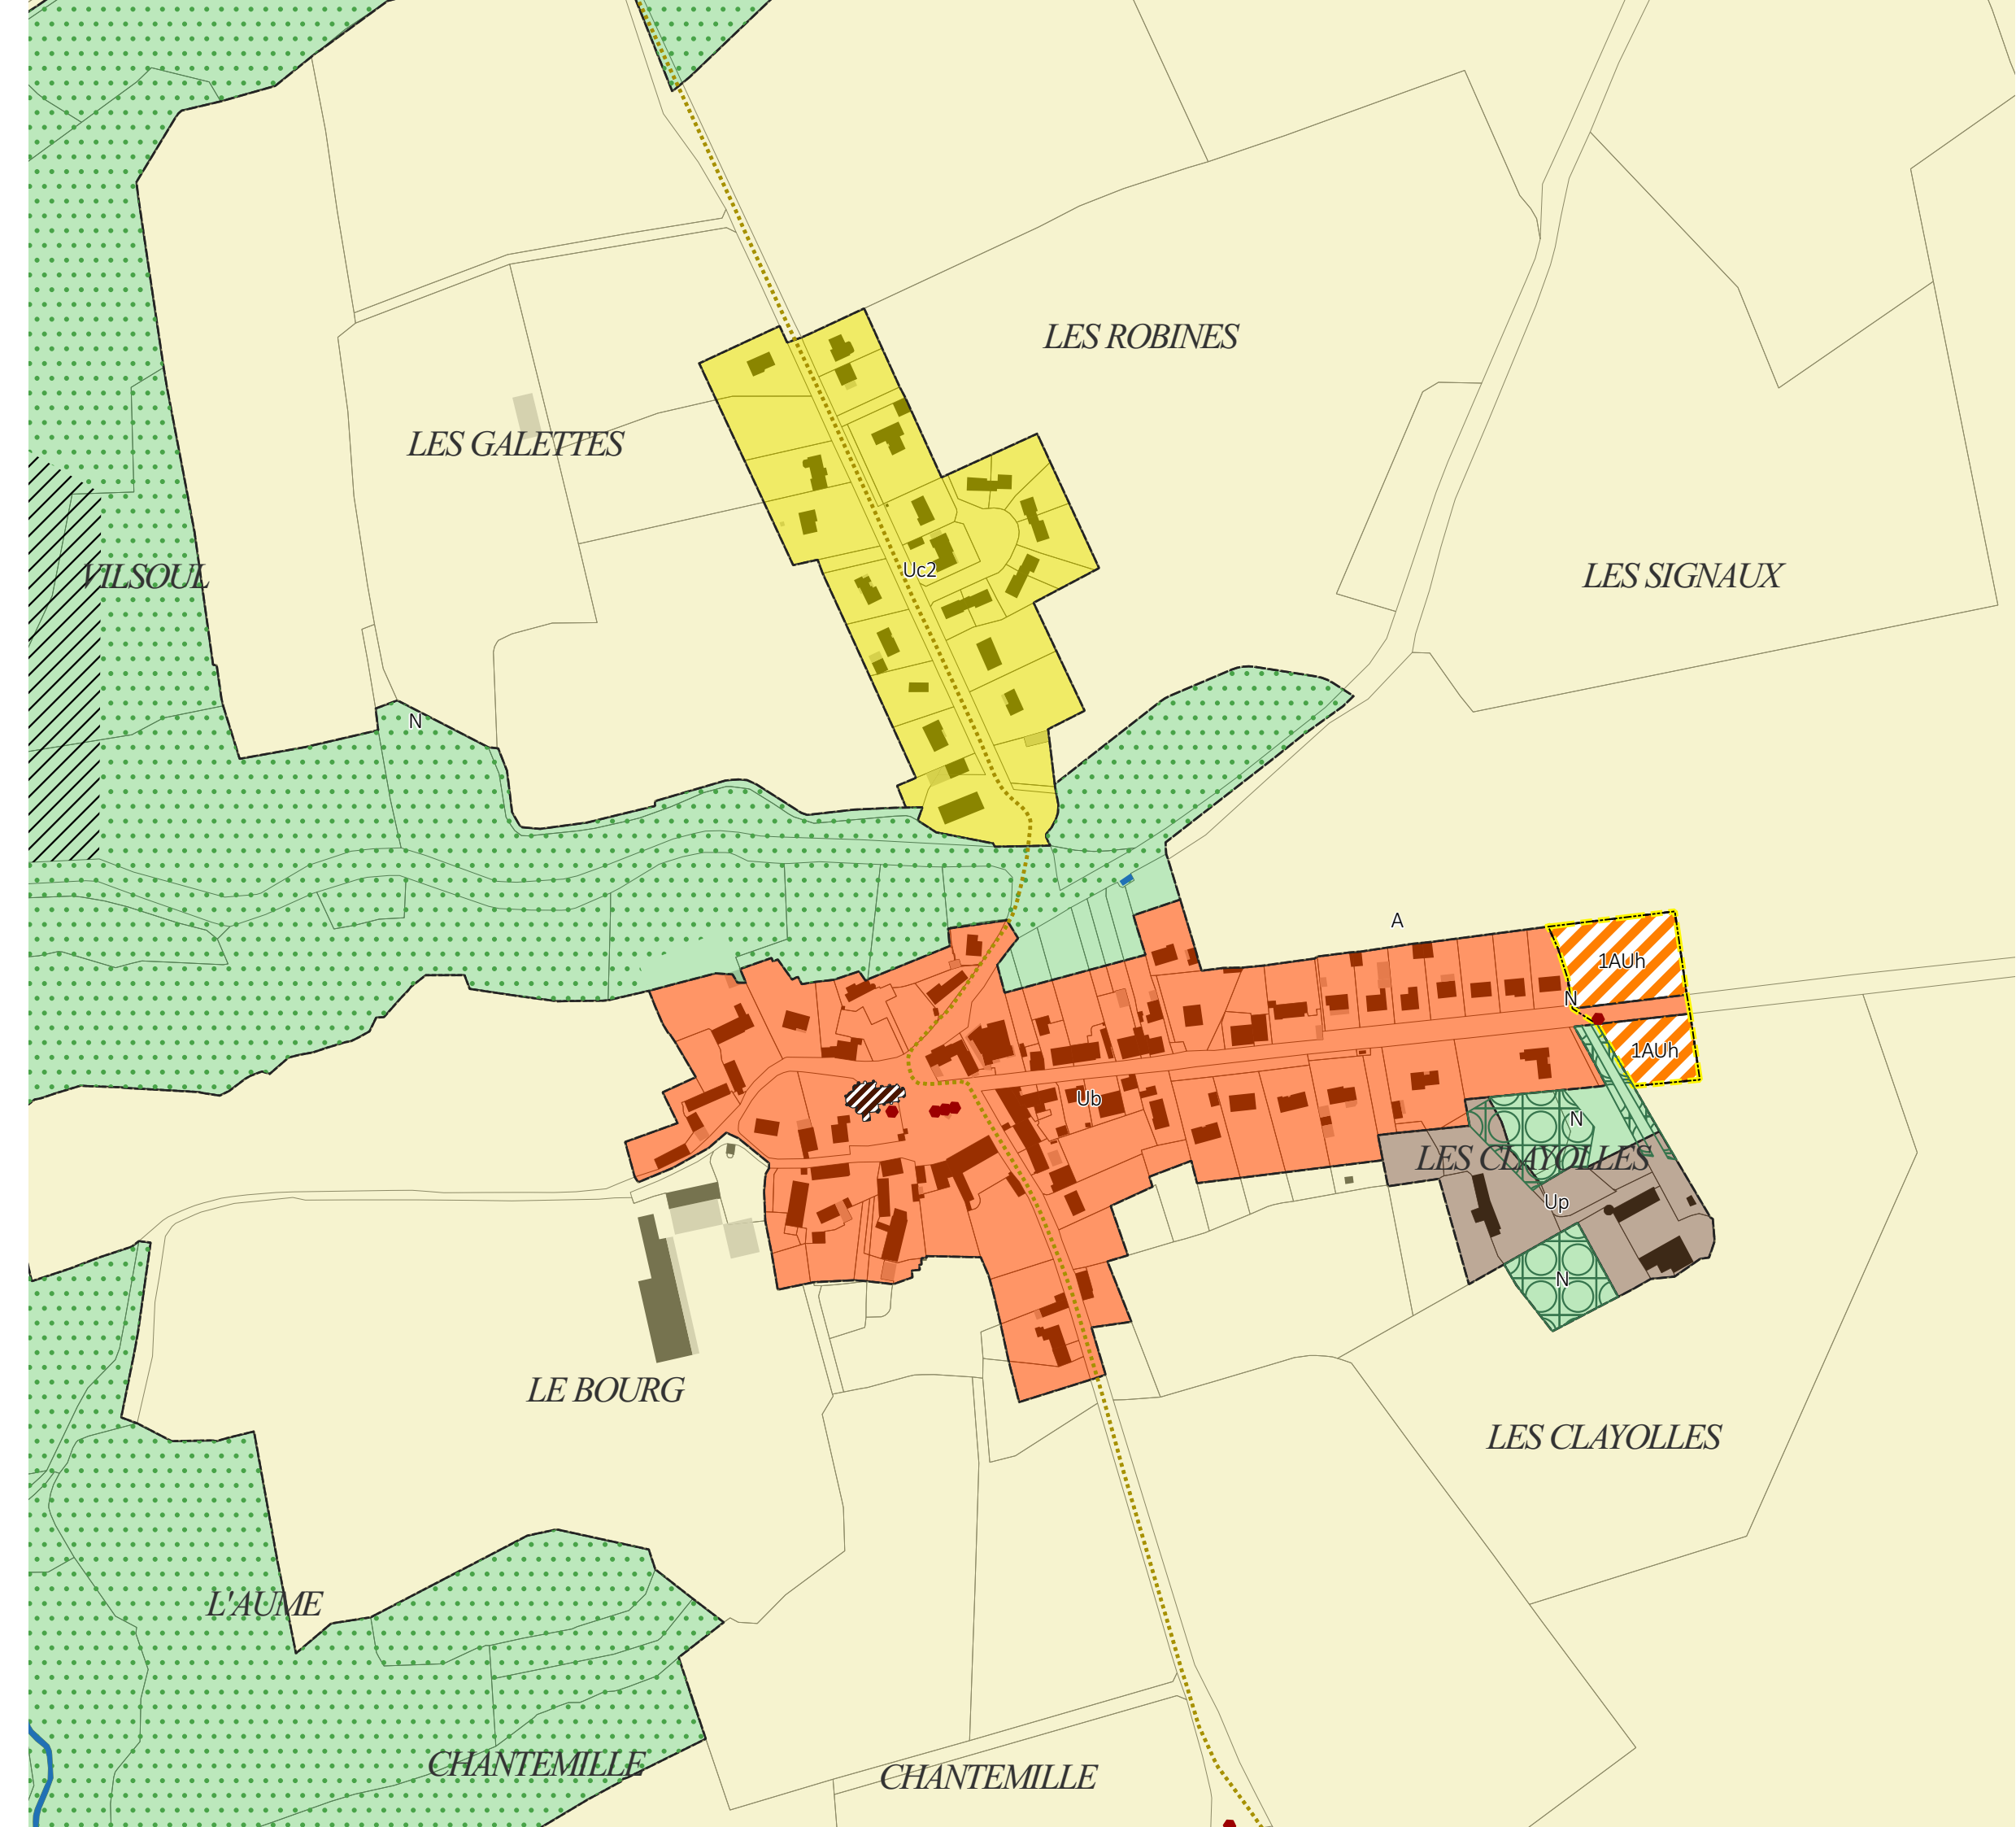 LES ROBINES
LES GALETTES
Uc2
VILSOUL
LES SIGNAUX
N
A
1AUh
N
1AUh
Ub
N
LES CLAYOLLES
Up
N
LE BOURG
LES CLAYOLLES
L'AUME
CHANTEMILLE
CHANTEMILLE